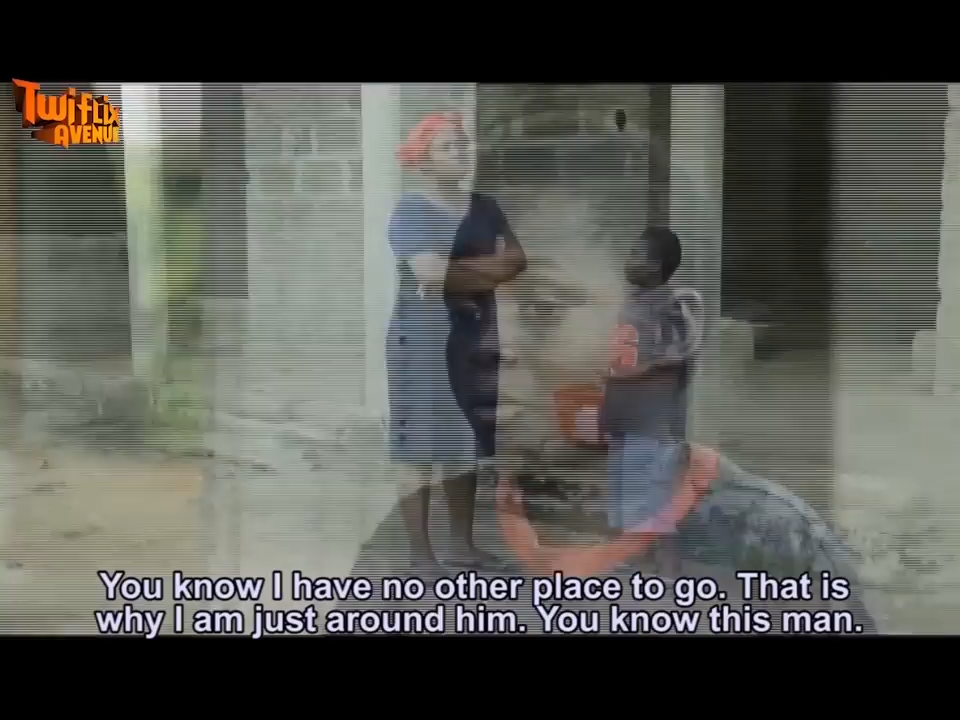 TWiFLiX
AVENUE
You know I have no other place to go. That is
why I am just around him. You know this man.